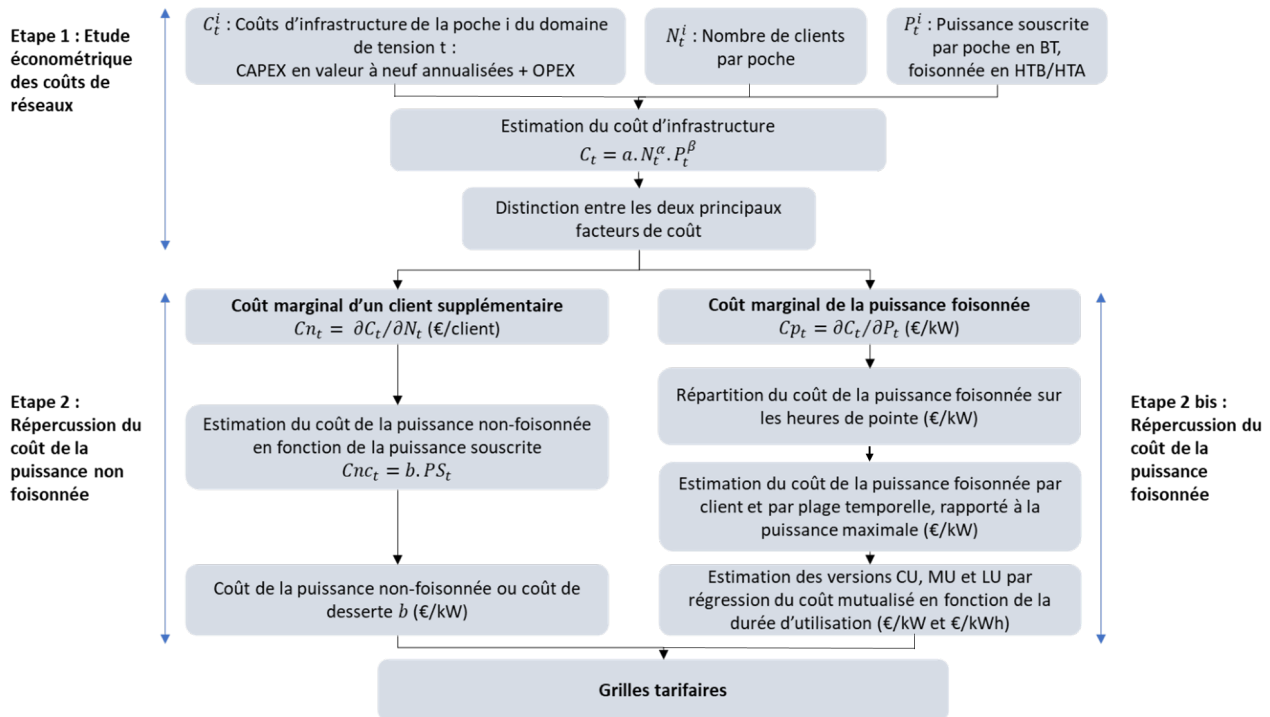 Etape 1 : Etude
économétrique
des coûts de
réseaux
C_t^i : Coûts d’infrastructure de la poche i du domaine
de tension t :
CAPEX en valeur à neuf annualisées + OPEX
N_t^i : Nombre de clients
par poche
P_t^i : Puissance souscrite
par poche en BT,
foisonnée en HTB/HTA
Estimation du coût d’infrastructure
C_t = a. N_t^α. P_t^β
Distinction entre les deux principaux
facteurs de coût
Etape 2 :
Répercussion du
coût de la
puissance non
foisonnée
Coût marginal d’un client supplémentaire
Cn_t = ∂C_t/∂N_t (€/client)
Estimation du coût de la puissance non-foisonnée
en fonction de la puissance souscrite
Cnc_t = b. PS_t
Coût de la puissance non-foisonnée ou coût de
desserte b (€/kW)
Coût marginal de la puissance foisonnée
Cp_t = ∂C_t/∂P_t (€/kW)
Répartition du coût de la puissance foisonnée sur
les heures de pointe (€/kW)
Estimation du coût de la puissance foisonnée par
client et par plage temporelle, rapporté à la
puissance maximale (€/kW)
Estimation des versions CU, MU et LU par
régression du coût mutualisé en fonction de la
durée d’utilisation (€/kW et €/kWh)
Etape 2 bis :
Répercussion du
coût de la
puissance
foisonnée
Grilles tarifaires